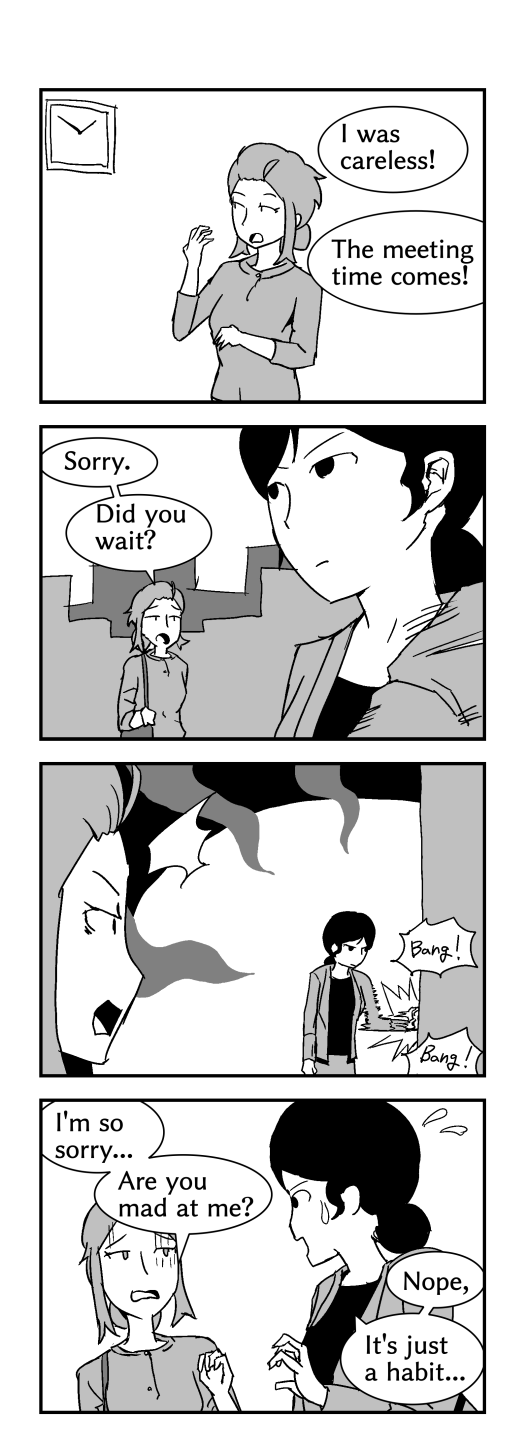 I was
careless!
The meeting
time comes!
Sorry.
Did you
wait?
Bang!
Bang!
I'm so
sorry...
Are you
mad at me?
Nope,
It's just
a habit...